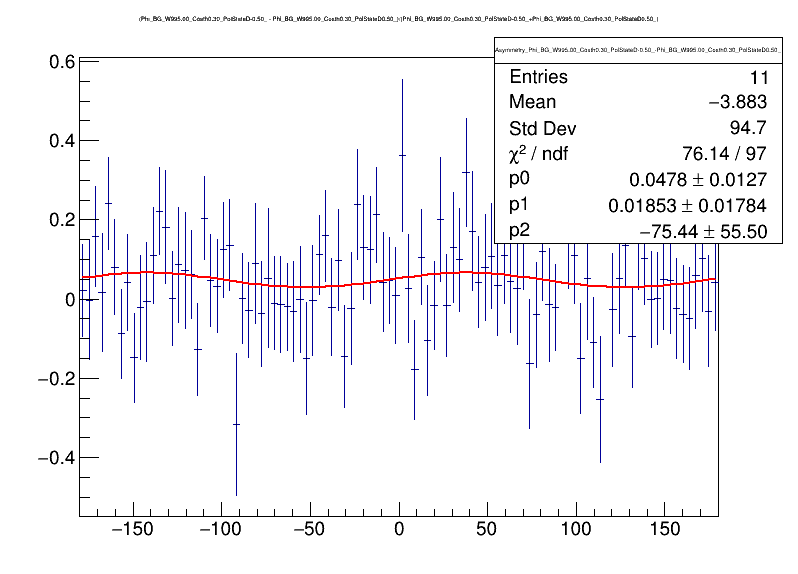 (Phi_BG_W995.00_Costh0.30_PolStateD-0.50_ - Phi_BG_W995.00_Costh0.30_PolStateD0.50_)/(Phi_BG_W995.00_Costh0.30_PolStateD-0.50_+Phi_BG_W995.00_Costh0.30_PolStateD0.50_)
Asymmetry_Phi_BG_W995.00_Costh0.30_PolStateD-0.50_-Phi_BG_W995.00_Costh0.30_PolStateD0.50_
Entries 11
Mean −3.883
Std Dev 94.7
χ² / ndf 76.14 / 97
p0 0.0478 ± 0.0127
p1 0.01853 ± 0.01784
p2 −75.44 ± 55.50
0.6
0.4
0.2
0
−0.2
−0.4
−150 −100 −50 0 50 100 150